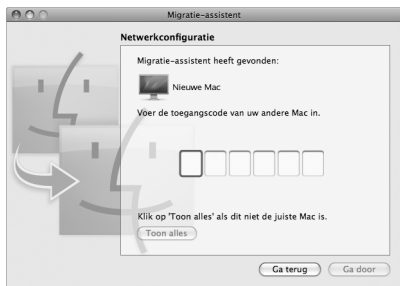 Migratie-assistent
Netwerkconfiguratie
Migratie-assistent heeft gevonden:
Nieuwe Mac
Voer de toegangscode van uw andere Mac in.
Klik op 'Toon alles' als dit niet de juiste Mac is.
Toon alles
Ga terug
Ga door